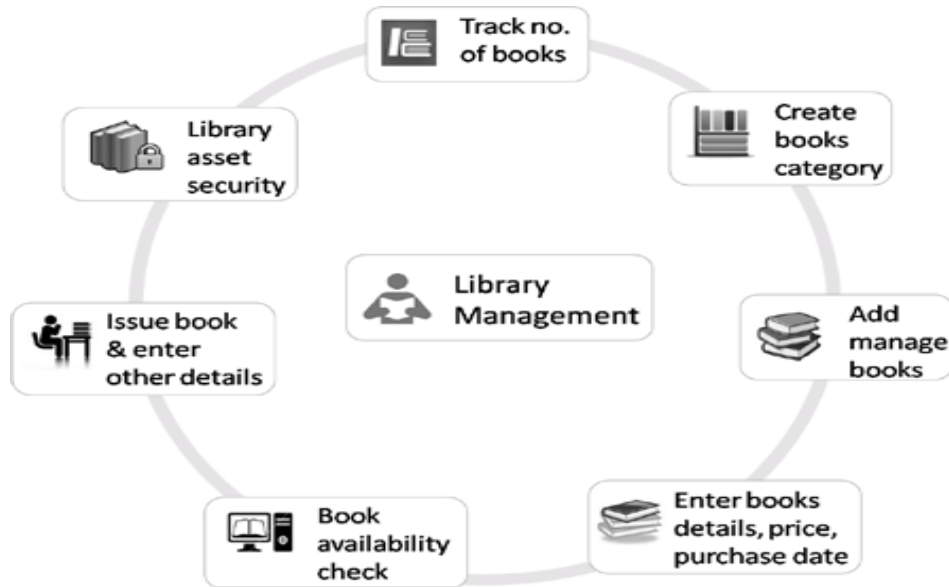 Track no.
of books
Create
books
category
Add
manage
books
Enter books
details, price,
purchase date
Book
availability
check
Issue book
& enter
other details
Library
asset
security
Library
Management